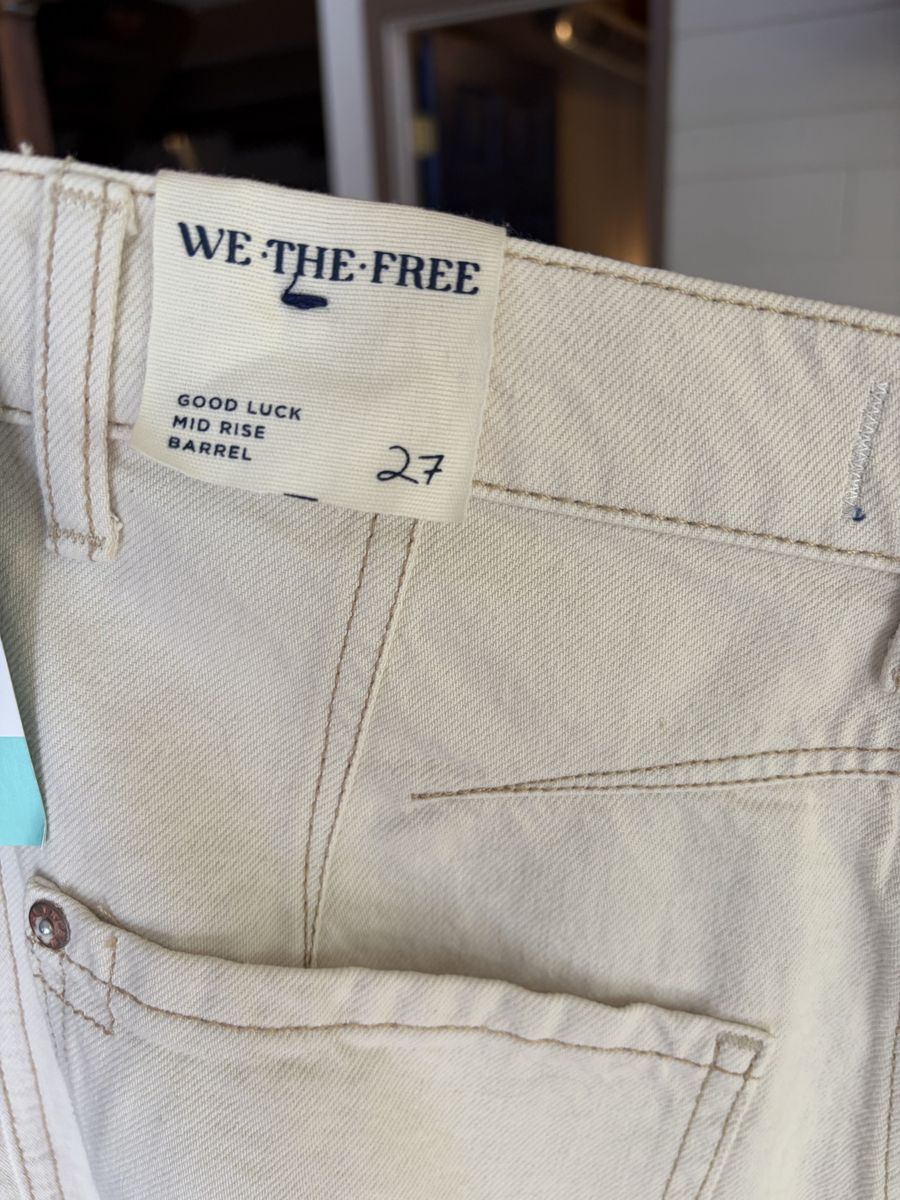 WE·THE·FREE
GOOD LUCK
MID RISE
BARREL
27